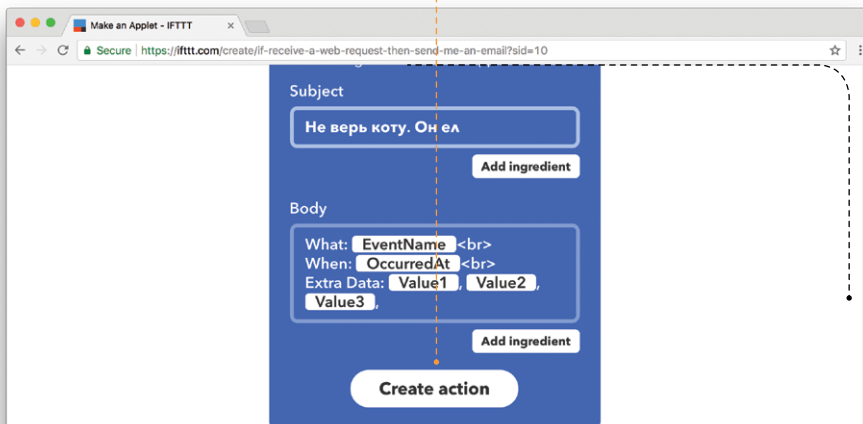 Make an Applet - IFTTT
Secure https://ifttt.com/create/if-receive-a-web-request-then-send-me-an-email?sid=10
Subject
Не верь коту. Он ел
Add ingredient
Body
What: EventName <br>
When: OccurredAt <br>
Extra Data: Value1, Value2,
Value3,
Add ingredient
Create action